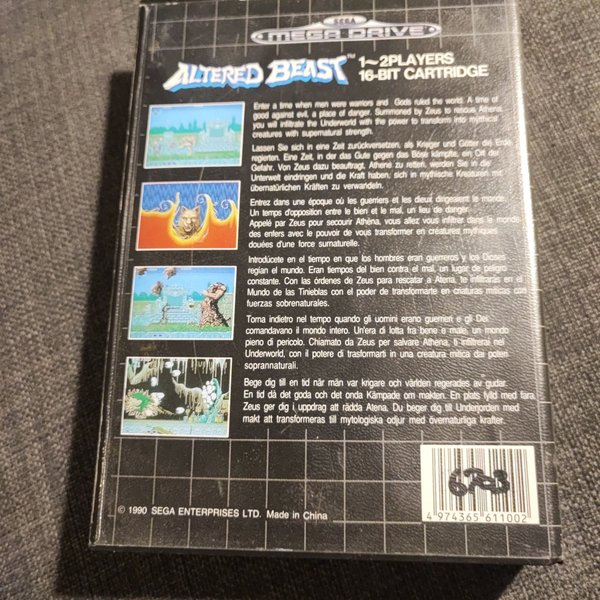 SEGA
MEGA DRIVE
ALTERED BEAST™
1~2PLAYERS
16-BIT CARTRIDGE
Enter a time when men were warriors and Gods ruled the world. A time of
good against evil, a place of danger. Summoned by Zeus to rescue Athena,
you will infiltrate the Underworld with the power to transform into mythical
creatures with supernatural strength.
Lassen Sie sich in eine Zeit zurückversetzen, als Krieger und Götter die Erde
regierten. Eine Zeit, in der das Gute gegen das Böse kämpfte, ein Ort der
Gefahr. Von Zeus dazu beauftragt, Athena zu retten, werden Sie in die
Unterwelt eindringen und die Kraft haben, sich in mythische Kreaturen mit
übernatürlichen Kräften zu verwandeln.
Entrez dans une époque où les guerriers et les dieux dirigeaient le monde.
Un temps d'opposition entre le bien et le mal, un lieu de danger.
Appelé par Zeus pour secourir Athèna, vous allez vous infiltrer dans le monde
des enfers avec le pouvoir de vous transformer en créatures mythiques
douées d'une force surnaturelle.
Introdúcete en el tiempo en que los hombres eran guerreros y los Dioses
regían el mundo. Eran tiempos del bien contra el mal, un lugar de peligro
constante. Con las órdenes de Zeus para rescatar a Atena, te infiltrarás en el
Mundo de las Tinieblas con el poder de transformarte en criaturas míticas con
fuerzas sobrenaturales.
Torna indietro nel tempo quando gli uomini erano guerrieri e gli Dei
comandavano il mondo intero. Un'era di lotta fra bene e male, un mondo
pieno di pericolo. Chiamato da Zeus per salvare Athenna, ti infiltrerai nel
Underworld, con il potere di trasformarti in una creatura mitica dai poteri
soprannaturali.
Bege dig till en tid när män var krigare och världen regerades av gudar.
En tid då det goda och det onda Kämpade om makten. En plats fylld med fara.
Zeus ger dig i uppdrag att rädda Atena. Du beger dig till Underjorden med
makt att transformeras till mytologiska odjur med övernaturliga krafter.
6703
4 974365 611002
© 1990 SEGA ENTERPRISES LTD. Made in China